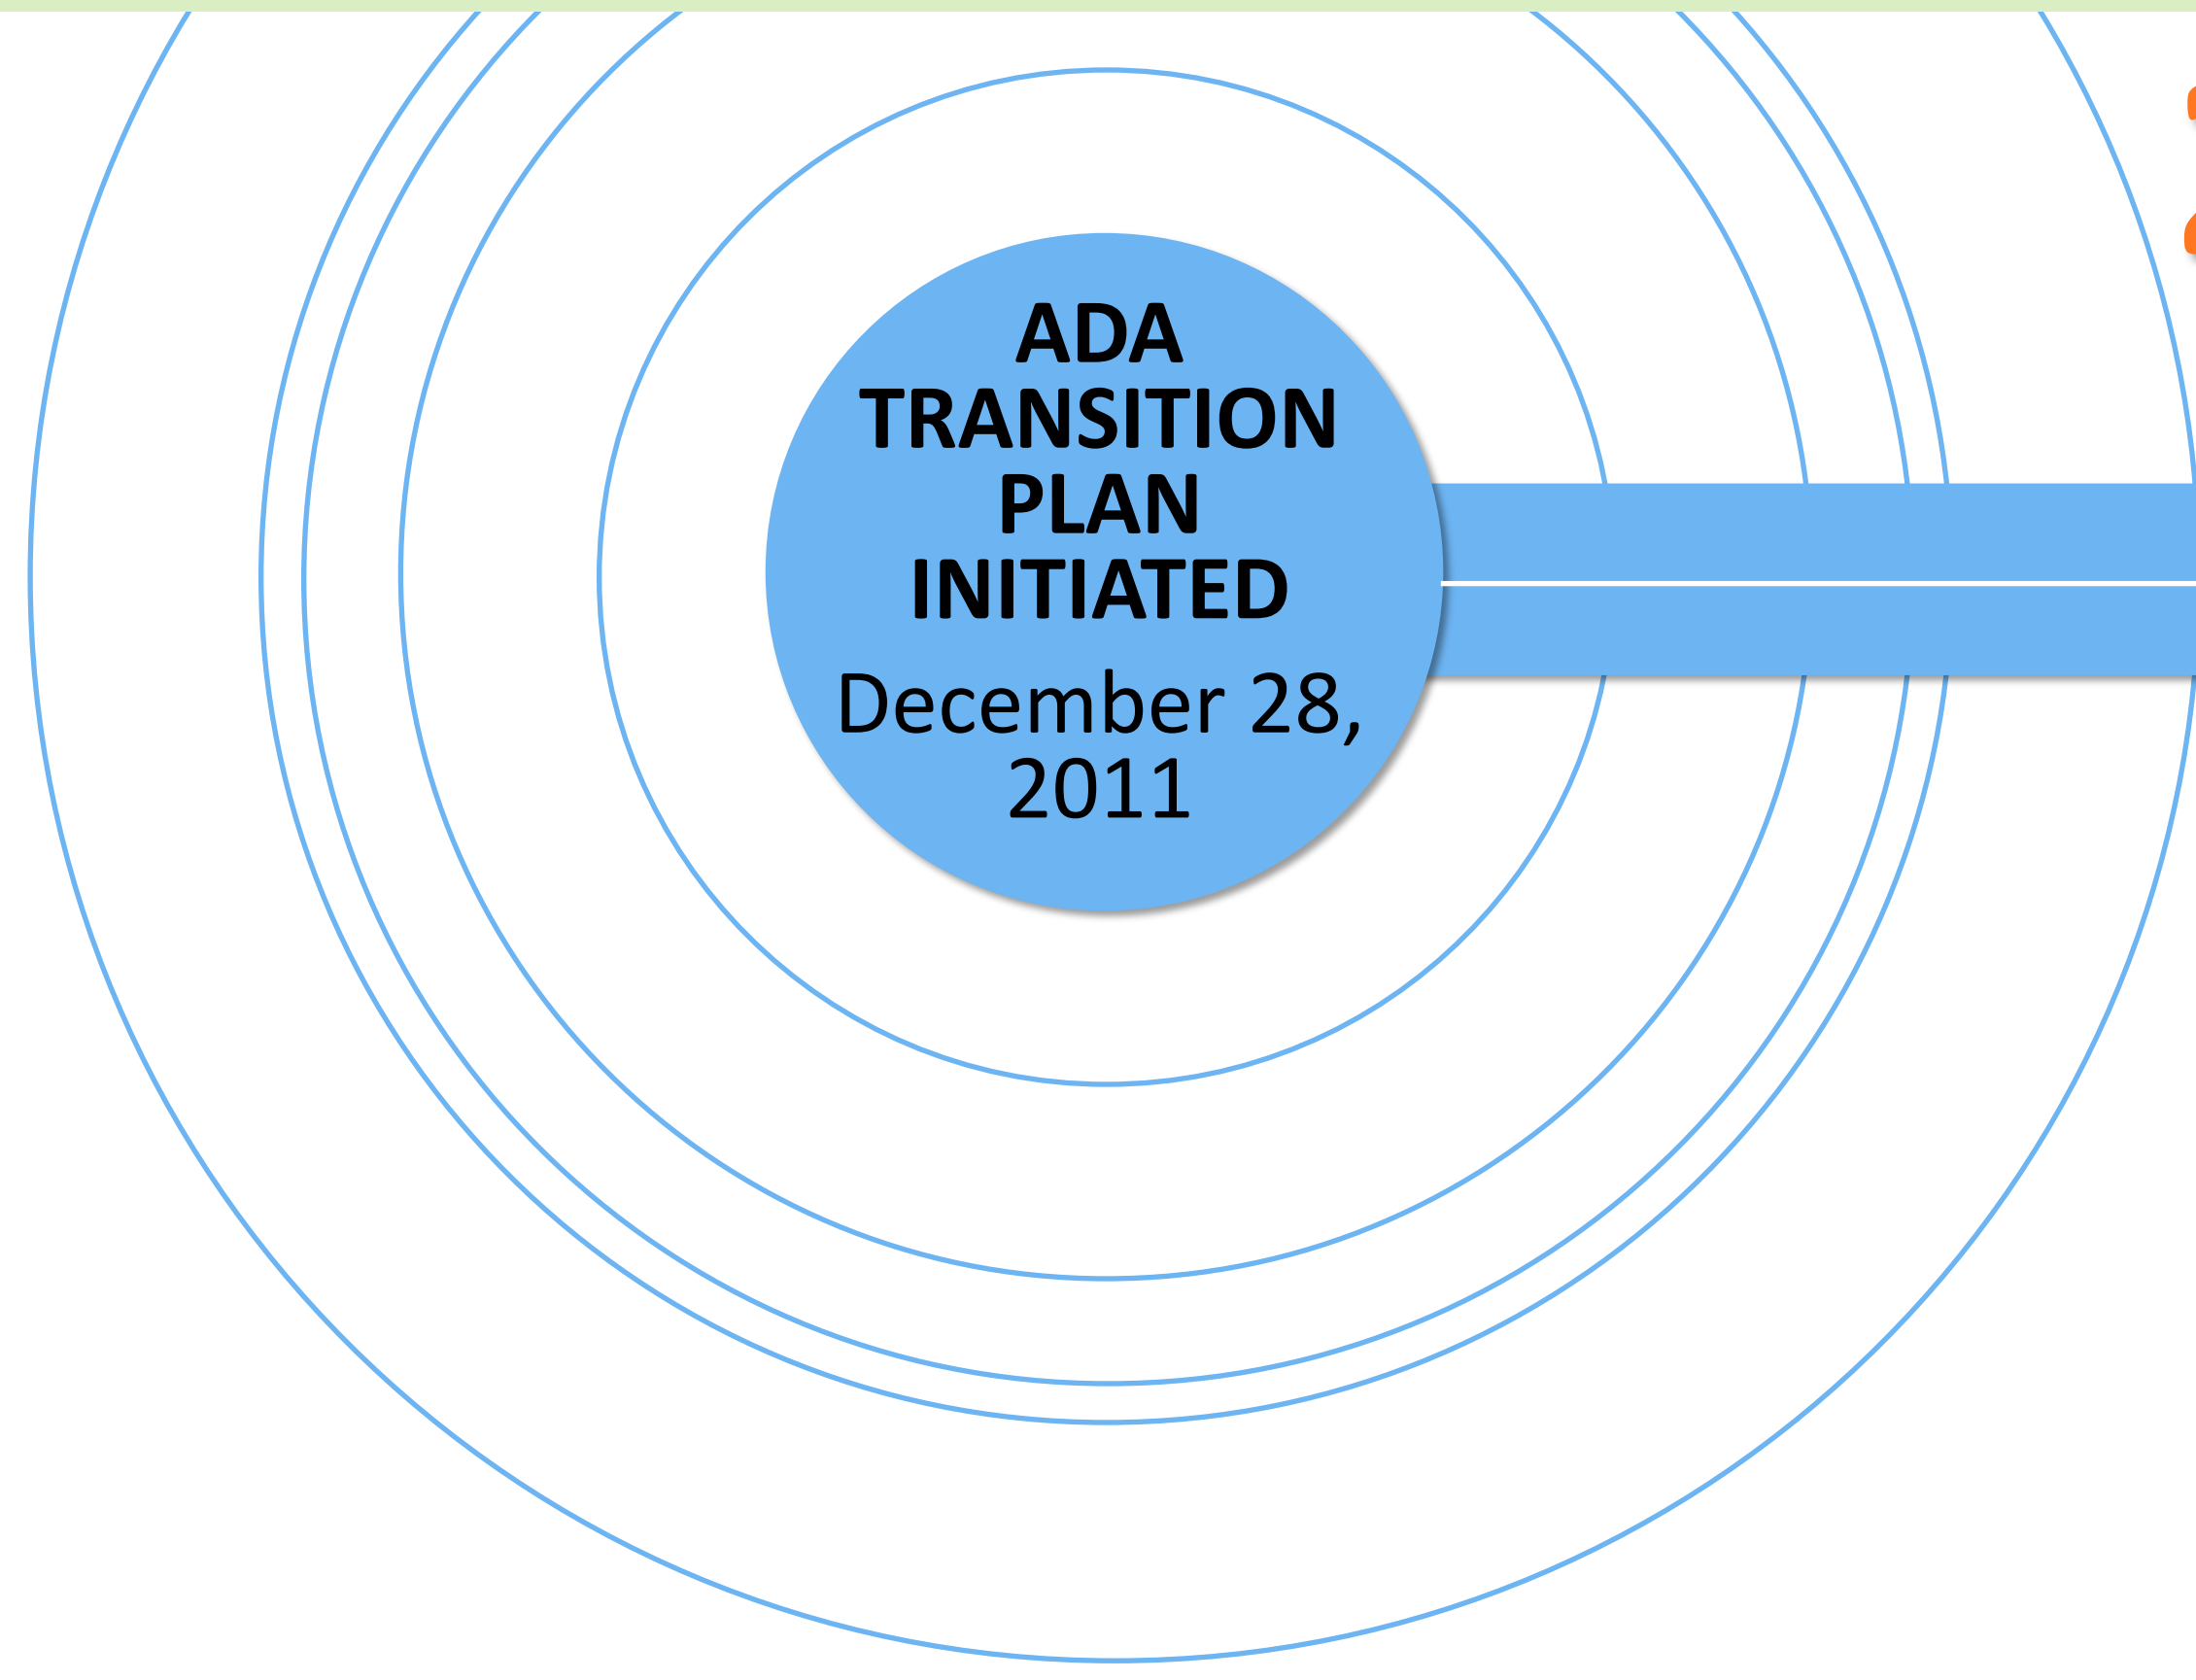 ADA
TRANSITION
PLAN
INITIATED
December 28,
2011